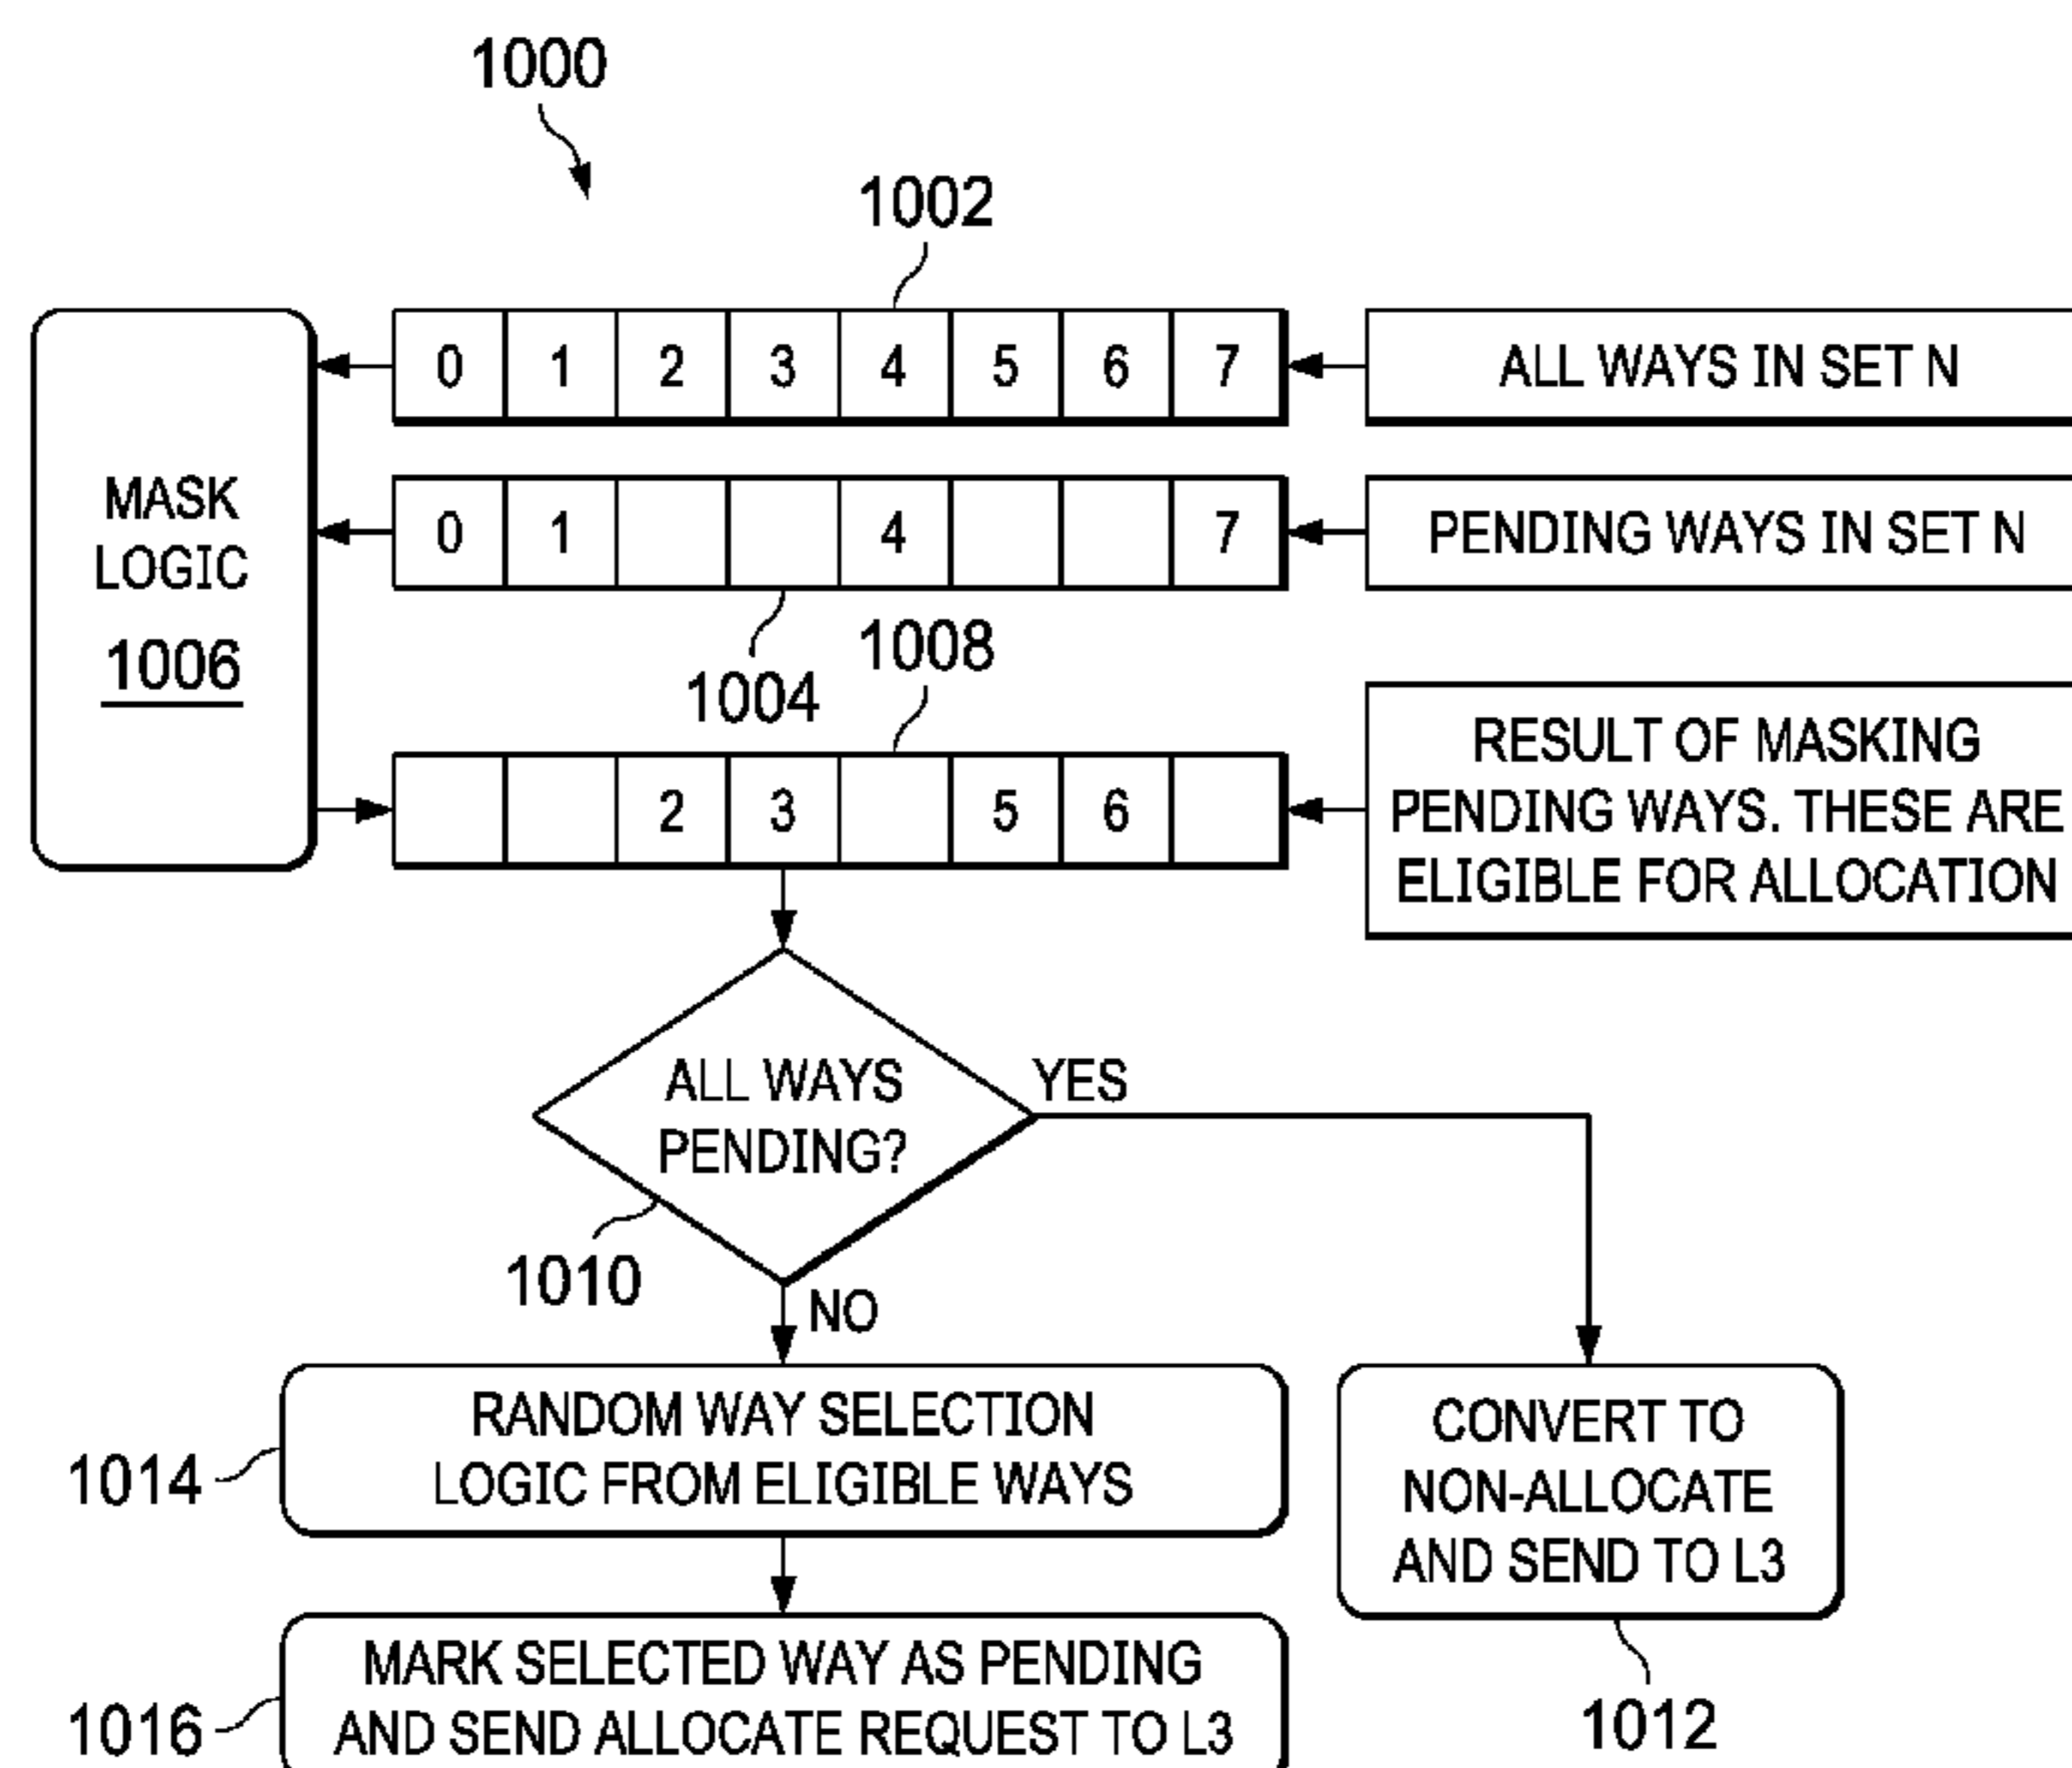 1000
1002
0 1 2 3 4 5 6 7
ALL WAYS IN SET N
MASK
LOGIC
1006
0 1 4 7
PENDING WAYS IN SET N
1004
1008
2 3 5 6
RESULT OF MASKING
PENDING WAYS. THESE ARE
ELIGIBLE FOR ALLOCATION
ALL WAYS
PENDING?
YES
1010
NO
RANDOM WAY SELECTION
LOGIC FROM ELIGIBLE WAYS
1014
CONVERT TO
NON-ALLOCATE
AND SEND TO L3
1012
MARK SELECTED WAY AS PENDING
AND SEND ALLOCATE REQUEST TO L3
1016